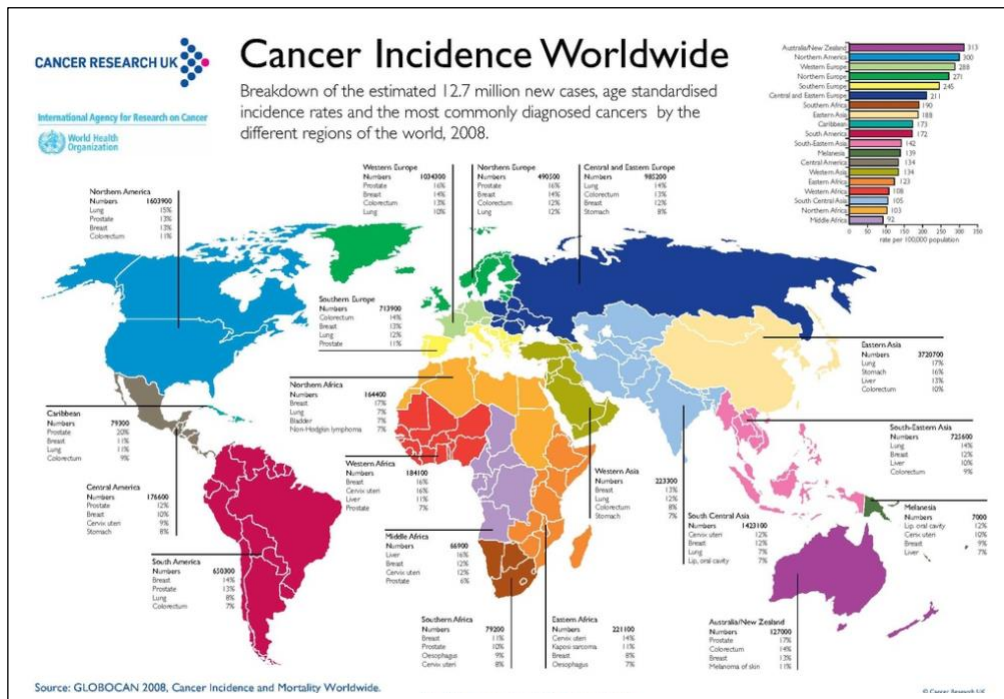 CANCER RESEARCH UK
International Agency for Research on Cancer
World Health
Organization
Cancer Incidence Worldwide
Breakdown of the estimated 12.7 million new cases, age standardised
incidence rates and the most commonly diagnosed cancers by the
different regions of the world, 2008.
Australia/New Zealand 313
Northern America 300
Western Europe 288
Northern Europe 271
Southern Europe 245
Central and Eastern Europe 211
Southern Africa 190
Eastern Asia 188
Caribbean 173
South America 172
South-Eastern Asia 142
Melanesia 139
Central America 134
Western Asia 134
Eastern Africa 123
Western Africa 108
South Central Asia 105
Northern Africa 103
Middle Africa 92
0 50 100 150 200 250 300 350
rate per 100,000 population
Northern America
Numbers 1603900
Lung 15%
Prostate 13%
Breast 13%
Colorectum 11%
Western Europe
Numbers 1034300
Prostate 16%
Breast 14%
Colorectum 13%
Lung 10%
Northern Europe
Numbers 490500
Prostate 16%
Breast 14%
Colorectum 12%
Lung 12%
Central and Eastern Europe
Numbers 985200
Lung 14%
Colorectum 13%
Breast 12%
Stomach 8%
Southern Europe
Numbers 713900
Colorectum 14%
Breast 13%
Lung 12%
Prostate 11%
Eastern Asia
Numbers 3720700
Lung 17%
Stomach 16%
Liver 13%
Colorectum 10%
Northern Africa
Numbers 164400
Breast 17%
Lung 7%
Bladder 7%
Non-Hodgkin lymphoma 7%
Caribbean
Numbers 79300
Prostate 20%
Breast 11%
Lung 11%
Colorectum 9%
South-Eastern Asia
Numbers 725600
Lung 14%
Breast 12%
Liver 10%
Colorectum 9%
Western Africa
Numbers 184100
Breast 16%
Cervix uteri 16%
Liver 11%
Prostate 7%
Western Asia
Numbers 223300
Breast 13%
Lung 12%
Colorectum 8%
Stomach 7%
Central America
Numbers 176600
Prostate 12%
Breast 10%
Cervix uteri 9%
Stomach 8%
Melanesia
Numbers 7000
Lip, oral cavity 12%
Cervix uteri 10%
Breast 9%
Liver 7%
South Central Asia
Numbers 1423100
Cervix uteri 12%
Breast 12%
Lung 7%
Lip, oral cavity 7%
Middle Africa
Numbers 66900
Liver 16%
Breast 12%
Cervix uteri 12%
Prostate 6%
South America
Numbers 650300
Breast 14%
Prostate 13%
Lung 8%
Colorectum 7%
Southern Africa
Numbers 79200
Breast 11%
Prostate 10%
Oesophagus 9%
Cervix uteri 8%
Eastern Africa
Numbers 221100
Cervix uteri 14%
Kaposi sarcoma 11%
Breast 8%
Oesophagus 7%
Australia/New Zealand
Numbers 127000
Prostate 17%
Colorectum 14%
Breast 13%
Melanoma of skin 11%
Source: GLOBOCAN 2008, Cancer Incidence and Mortality Worldwide.
© Cancer Research UK